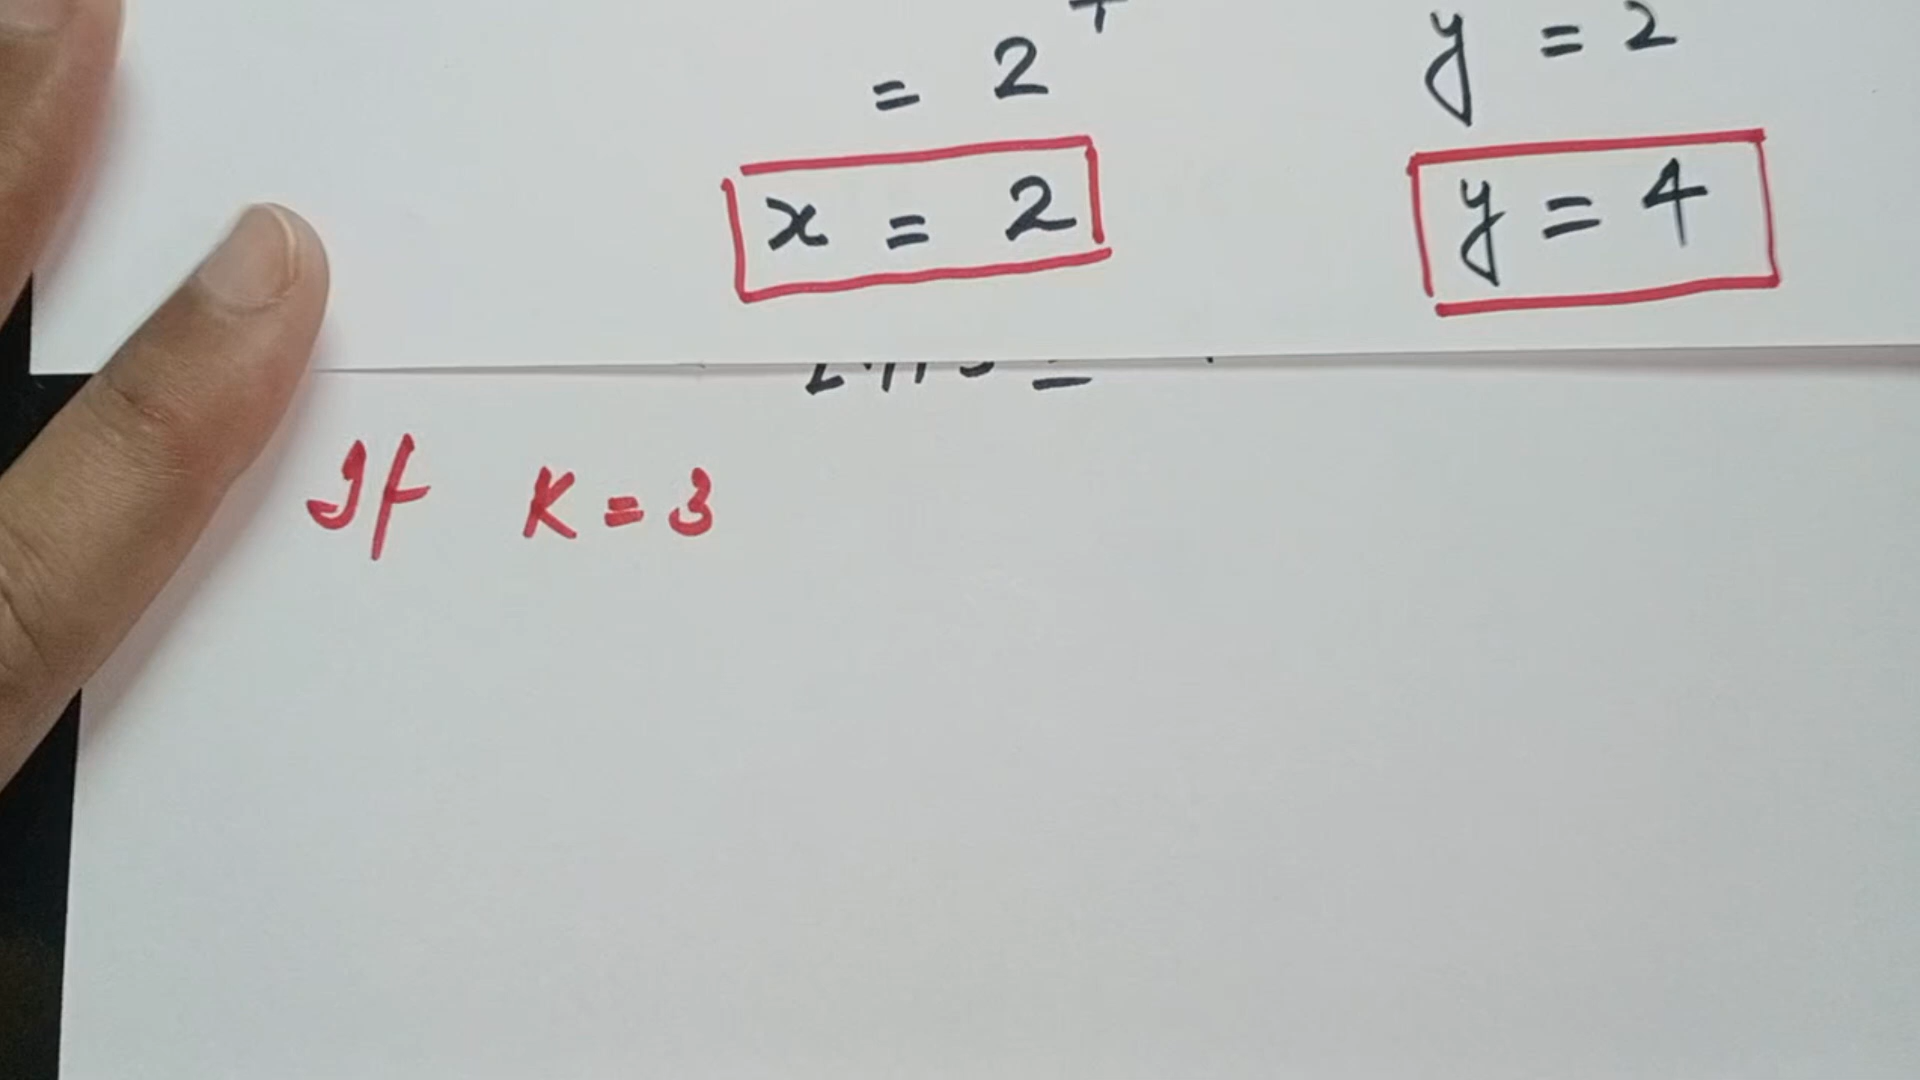 = 2
y = 2
x = 2
y = 4
If K = 3